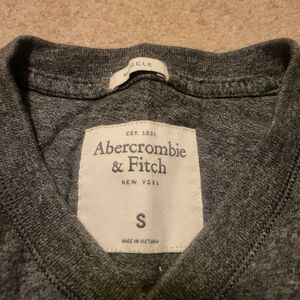 EST. 1892
Abercrombie
& Fitch
NEW YORK
S
MADE IN VIETNAM